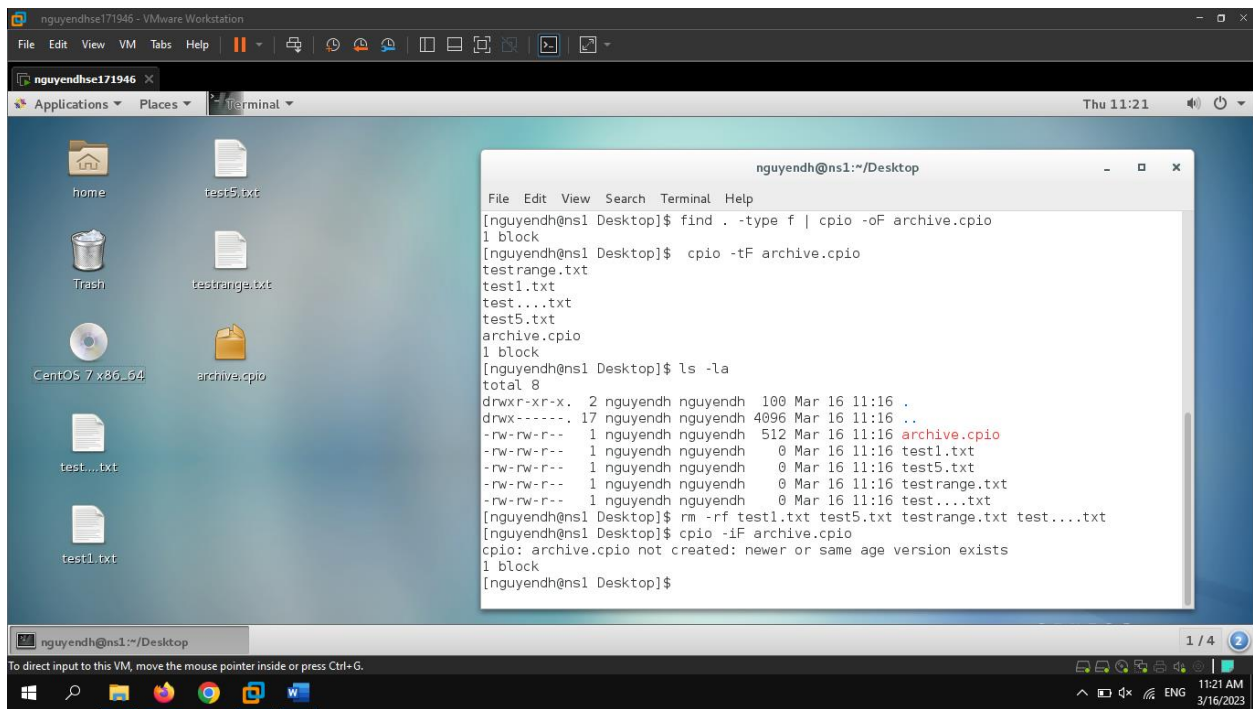 nguyendhse171946 - VMware Workstation
File Edit View VM Tabs Help
nguyendhse171946
Applications Places Terminal Thu 11:21
home
test5.txt
Trash
testrange.txt
CentOS 7 x86_64
archive.cpio
test....txt
test1.txt
nguyendh@ns1:~/Desktop
File Edit View Search Terminal Help
[nguyendh@ns1 Desktop]$ find . -type f | cpio -oF archive.cpio
1 block
[nguyendh@ns1 Desktop]$  cpio -tF archive.cpio
testrange.txt
test1.txt
test....txt
test5.txt
archive.cpio
1 block
[nguyendh@ns1 Desktop]$ ls -la
total 8
drwxr-xr-x.  2 nguyendh nguyendh  100 Mar 16 11:16 .
drwx------. 17 nguyendh nguyendh 4096 Mar 16 11:16 ..
-rw-rw-r--   1 nguyendh nguyendh  512 Mar 16 11:16 archive.cpio
-rw-rw-r--   1 nguyendh nguyendh    0 Mar 16 11:16 test1.txt
-rw-rw-r--   1 nguyendh nguyendh    0 Mar 16 11:16 test5.txt
-rw-rw-r--   1 nguyendh nguyendh    0 Mar 16 11:16 testrange.txt
-rw-rw-r--   1 nguyendh nguyendh    0 Mar 16 11:16 test....txt
[nguyendh@ns1 Desktop]$ rm -rf test1.txt test5.txt testrange.txt test....txt
[nguyendh@ns1 Desktop]$ cpio -iF archive.cpio
cpio: archive.cpio not created: newer or same age version exists
1 block
[nguyendh@ns1 Desktop]$
nguyendh@ns1:~/Desktop 1 / 4 2
To direct input to this VM, move the mouse pointer inside or press Ctrl+G.
ENG 11:21 AM
3/16/2023